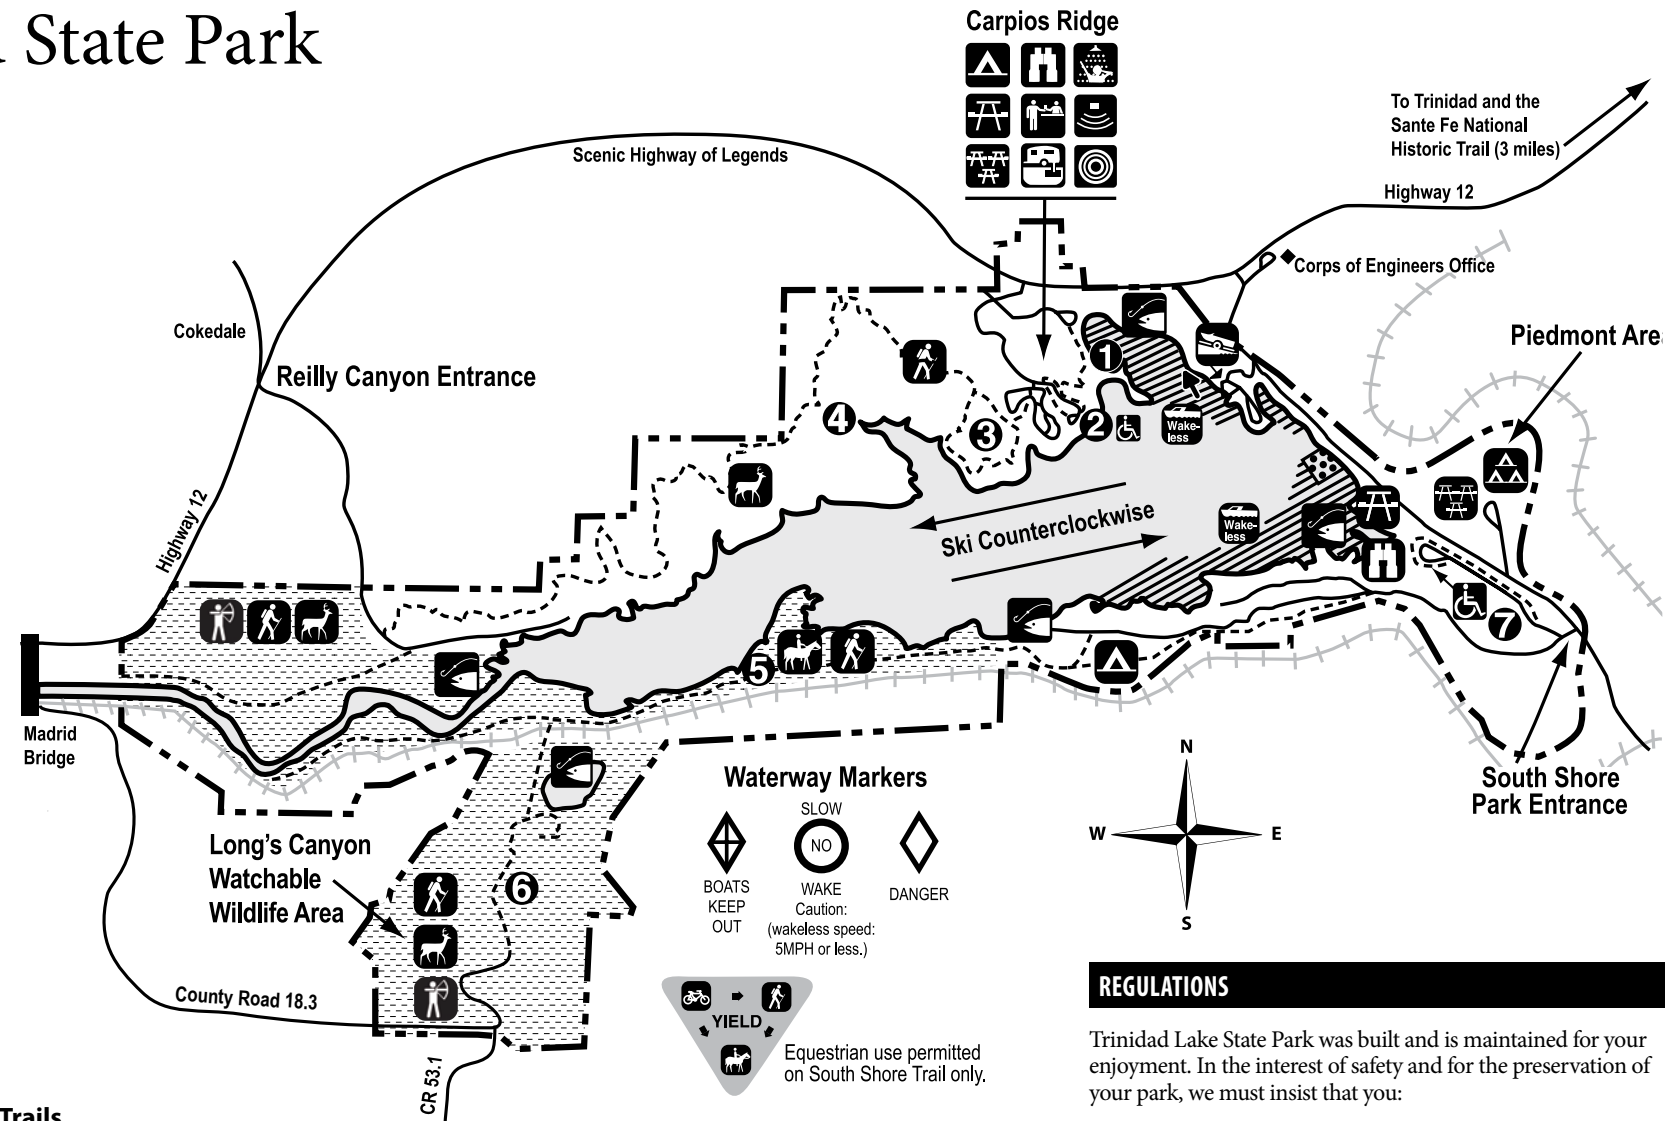 State Park
Carpios Ridge
To Trinidad and the
Sante Fe National
Historic Trail (3 miles)
Scenic Highway of Legends
Highway 12
Corps of Engineers Office
Cokedale
Piedmont Area
Reilly Canyon Entrance
1
4
3
2
Wake-
less
Highway 12
Ski Counterclockwise
Wake-
less
7
5
Madrid
Bridge
Waterway Markers
SLOW
NO
BOATS
KEEP
OUT
WAKE
Caution:
(wakeless speed:
5MPH or less.)
DANGER
N
W
E
S
South Shore
Park Entrance
Long's Canyon
Watchable
Wildlife Area
6
County Road 18.3
CR 53.1
YIELD
Equestrian use permitted
on South Shore Trail only.
REGULATIONS
Trinidad Lake State Park was built and is maintained for your
enjoyment. In the interest of safety and for the preservation of
your park, we must insist that you:
Trails